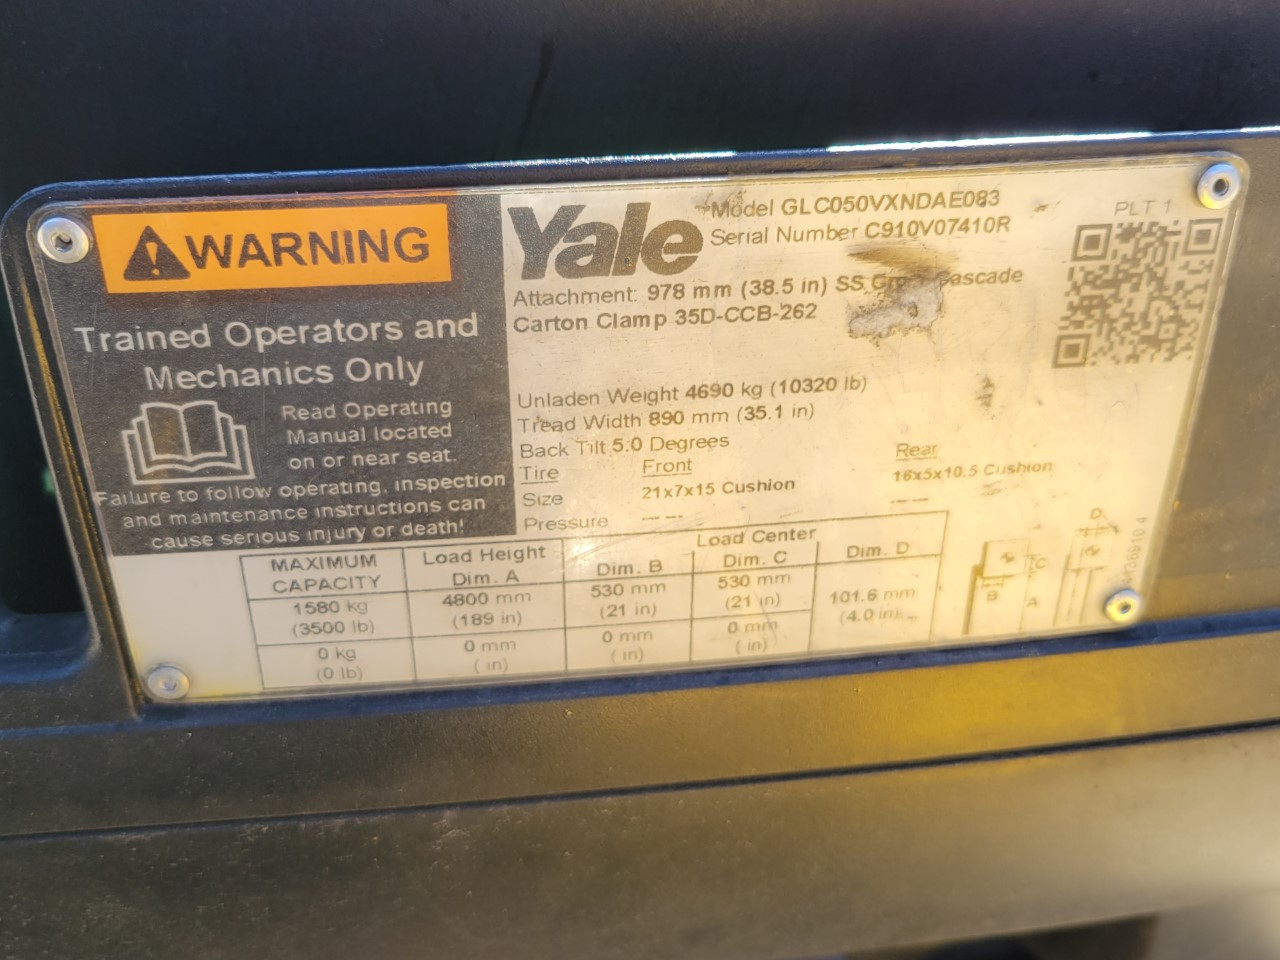 WARNING
Trained Operators and
Mechanics Only
Read Operating
Manual located
on or near seat.
Failure to follow operating, inspection
and maintenance instructions can
cause serious injury or death!
Yale
Model GLC050VXNDAE083
Serial Number C910V07410R
PLT 1
Attachment: 978 mm (38.5 in) SS Cascade
Carton Clamp 35D-CCB-262
Unladen Weight 4690 kg (10320 lb)
Tread Width 890 mm (35.1 in)
Back Tilt 5.0 Degrees
Tire Front Rear
Size 21x7x15 Cushion 16x5x10.5 Cushion
Pressure --- ---
MAXIMUM CAPACITY Load Height Dim. A Load Center Dim. B Dim. C Dim. D
1580 kg 4800 mm 530 mm 530 mm 101.6 mm
(3500 lb) (189 in) (21 in) (21 in) (4.0 in)
0 kg 0 mm 0 mm 0 mm
(0 lb) ( in) ( in) ( in)
B A C D